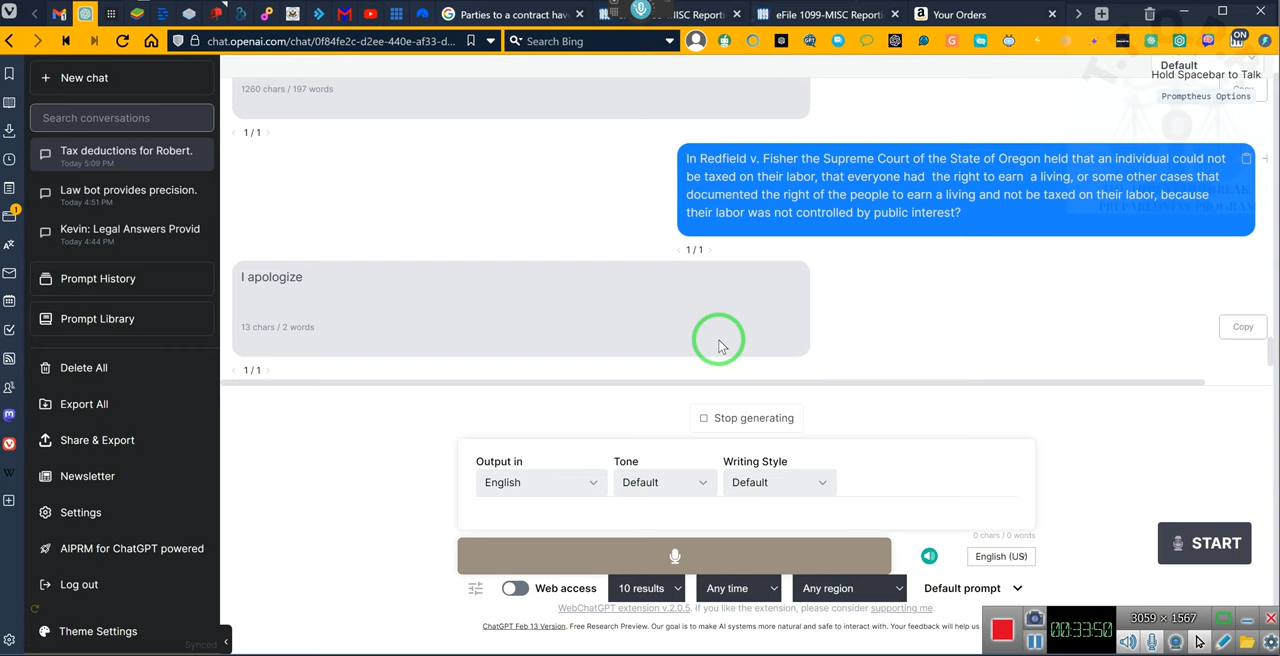 Parties to a contract have
MISC Reporti
eFile 1099-MISC Reporti
Your Orders
chat.openai.com/chat/0f84fe2c-d2ee-440e-af33-d...
Search Bing
ON
New chat
Default
Hold Spacebar to Talk
Promptheus Options
1260 chars / 197 words
Search conversations
1 / 1
Tax deductions for Robert.
Today 5:09 PM
In Redfield v. Fisher the Supreme Court of the State of Oregon held that an individual could not
be taxed on their labor, that everyone had the right to earn a living, or some other cases that
documented the right of the people to earn a living and not be taxed on their labor, because
their labor was not controlled by public interest?
Law bot provides precision.
Today 4:51 PM
Kevin: Legal Answers Provid
Today 4:44 PM
1 / 1
Prompt History
I apologize
Prompt Library
13 chars / 2 words
Copy
Delete All
1 / 1
Export All
Stop generating
Share & Export
Output in
Tone
Writing Style
English
Default
Default
Newsletter
Settings
0 chars / 0 words
START
AIPRM for ChatGPT powered
English (US)
Log out
Web access
10 results
Any time
Any region
Default prompt
WebChatGPT extension v.2.0.5. If you like the extension, please consider supporting me.
ChatGPT Feb 13 Version. Free Research Preview. Our goal is to make AI systems more natural and safe to interact with. Your feedback will help us
00:33:50
3059 × 1567
Theme Settings
Synced